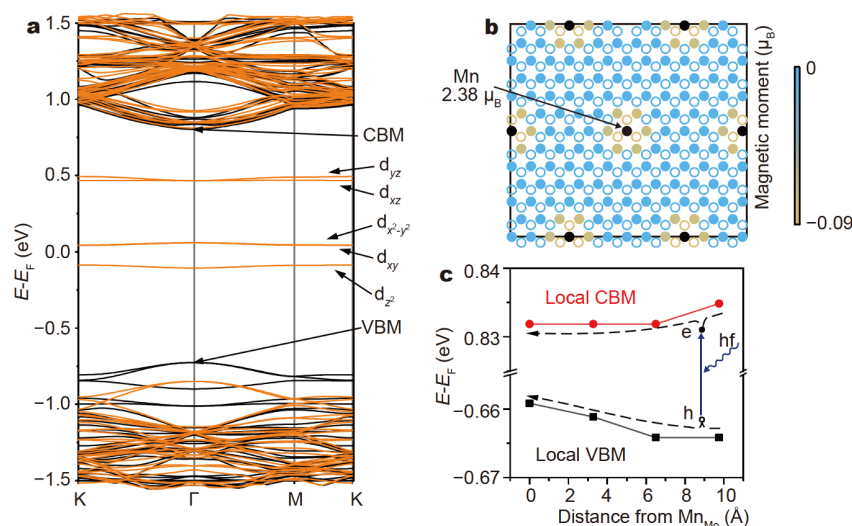 a
1.5
1.0
0.5
0.0
−0.5
−1.0
−1.5
E-E_F (eV)
K
Γ
M
K
CBM
d_yz
d_xz
d_x²-y²
d_xy
d_z²
VBM
b
Mn
2.38 μ_B
Magnetic moment (μ_B)
0
−0.09
c
0.84
0.83
−0.66
−0.67
E-E_F (eV)
Local CBM
e
hf
h
Local VBM
0
2
4
6
8
10
Distance from Mn_Mo (Å)